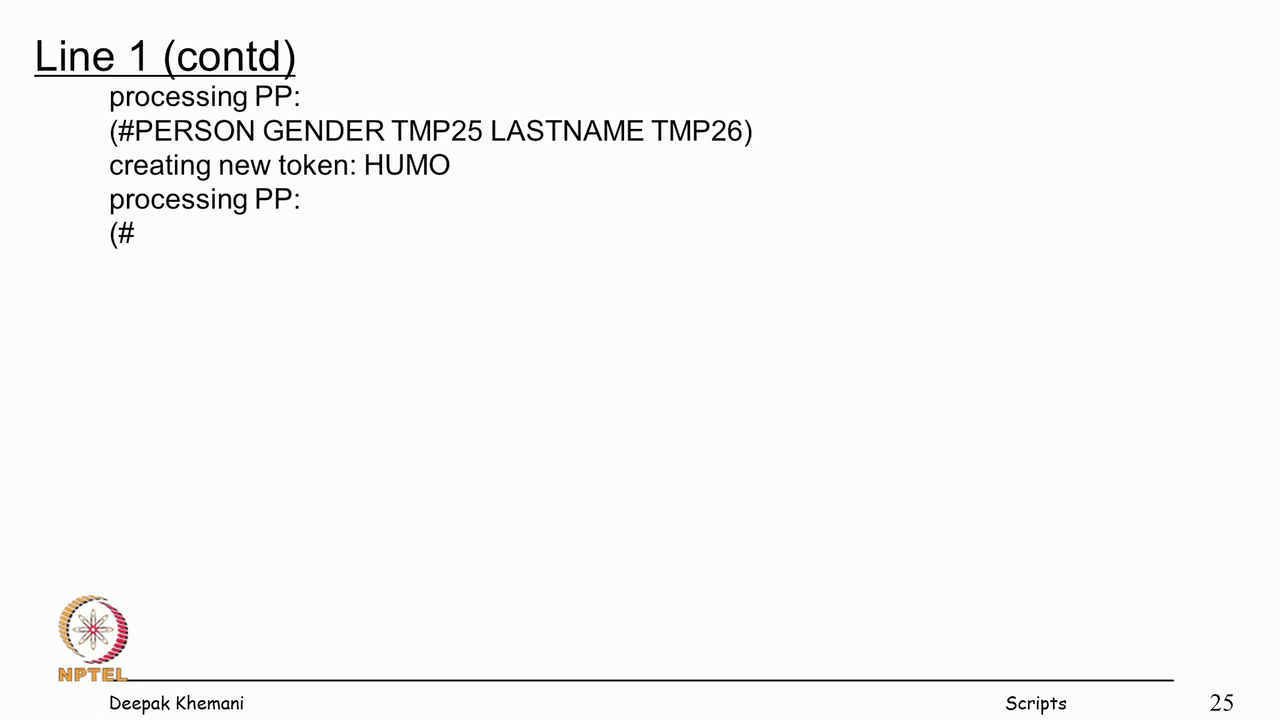 Line 1 (contd)
processing PP:
(#PERSON GENDER TMP25 LASTNAME TMP26)
creating new token: HUMO
processing PP:
(#
NPTEL
Deepak Khemani
Scripts
25